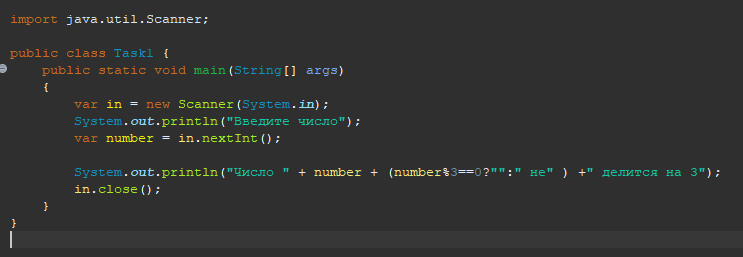 import java.util.Scanner;
public class Task1 {
public static void main(String[] args)
{
var in = new Scanner(System.in);
System.out.println("Введите число");
var number = in.nextInt();
System.out.println("Число " + number + (number%3==0?"":" не" ) +" делится на 3");
in.close();
}
}